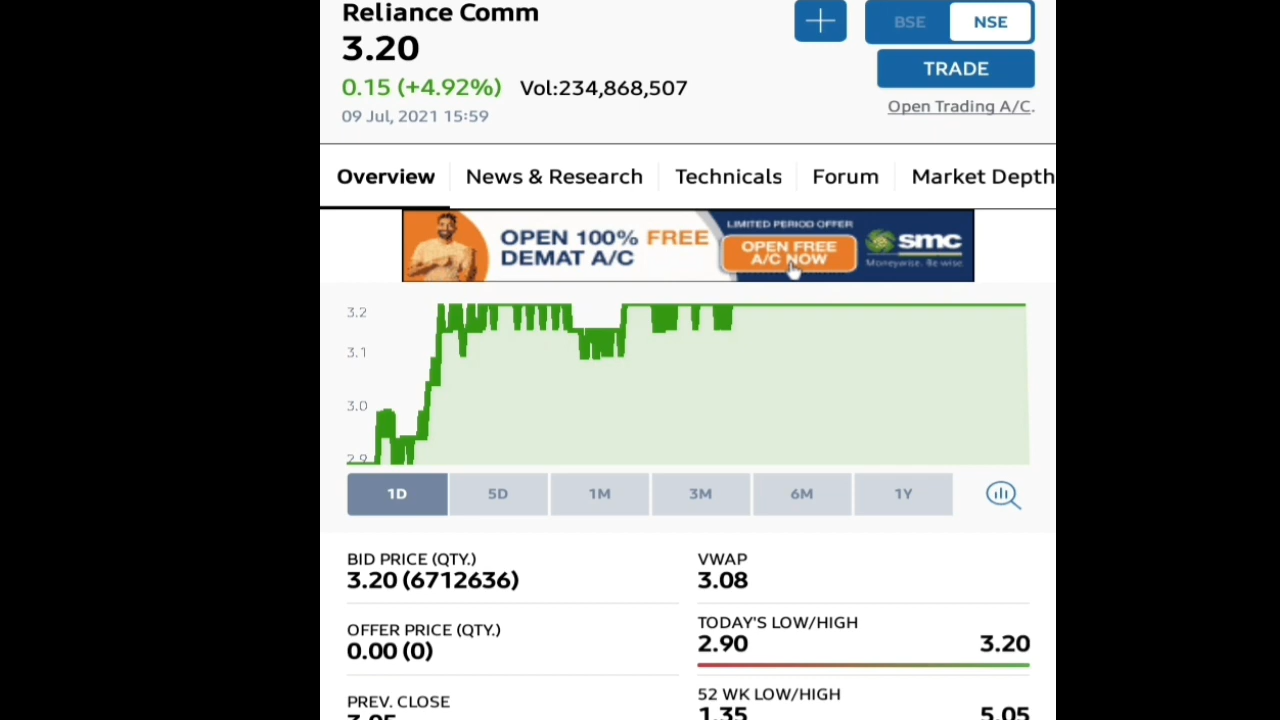 Reliance Comm
3.20
0.15 (+4.92%) Vol:234,868,507
09 Jul, 2021 15:59
BSE NSE
TRADE
Open Trading A/C.
Overview News & Research Technicals Forum Market Depth
OPEN 100% FREE
DEMAT A/C
LIMITED PERIOD OFFER
OPEN FREE
A/C NOW
smc
Moneywise. Be wise
3.2
3.1
3.0
2.9
1D 5D 1M 3M 6M 1Y
BID PRICE (QTY.)
3.20 (6712636)
VWAP
3.08
OFFER PRICE (QTY.)
0.00 (0)
TODAY'S LOW/HIGH
2.90 3.20
PREV. CLOSE
3.05
52 WK LOW/HIGH
1.35 5.05